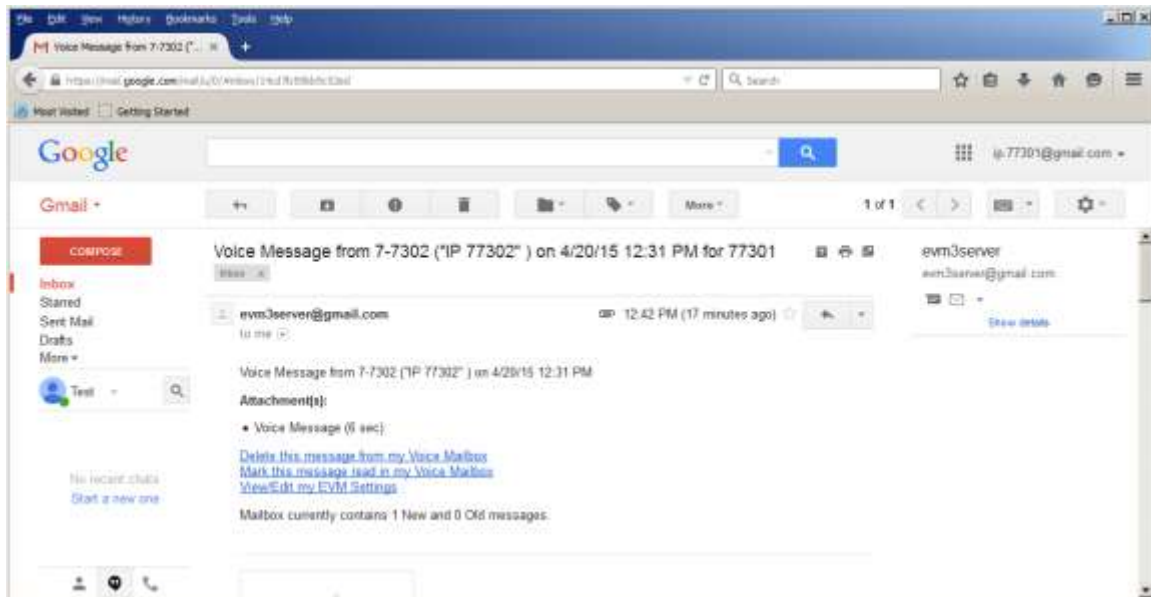 File Edit View History Bookmarks Tools Help
Voice Message from 7-7302 ("...
google.com
Search
Most Visited Getting Started
Google
ip.77301@gmail.com
Gmail
More
1 of 1
COMPOSE
Inbox
Starred
Sent Mail
Drafts
More
Test
No recent chats
Start a new one
Voice Message from 7-7302 ("IP 77302" ) on 4/20/15 12:31 PM for 77301
Inbox x
evm3server@gmail.com
12:42 PM (17 minutes ago)
to me
Voice Message from 7-7302 ("IP 77302" ) on 4/20/15 12:31 PM
Attachment(s):
• Voice Message (6 sec)
Delete this message from my Voice Mailbox
Mark this message read in my Voice Mailbox
View/Edit my EVM Settings
Mailbox currently contains 1 New and 0 Old messages.
evm3server
evm3server@gmail.com
Show details